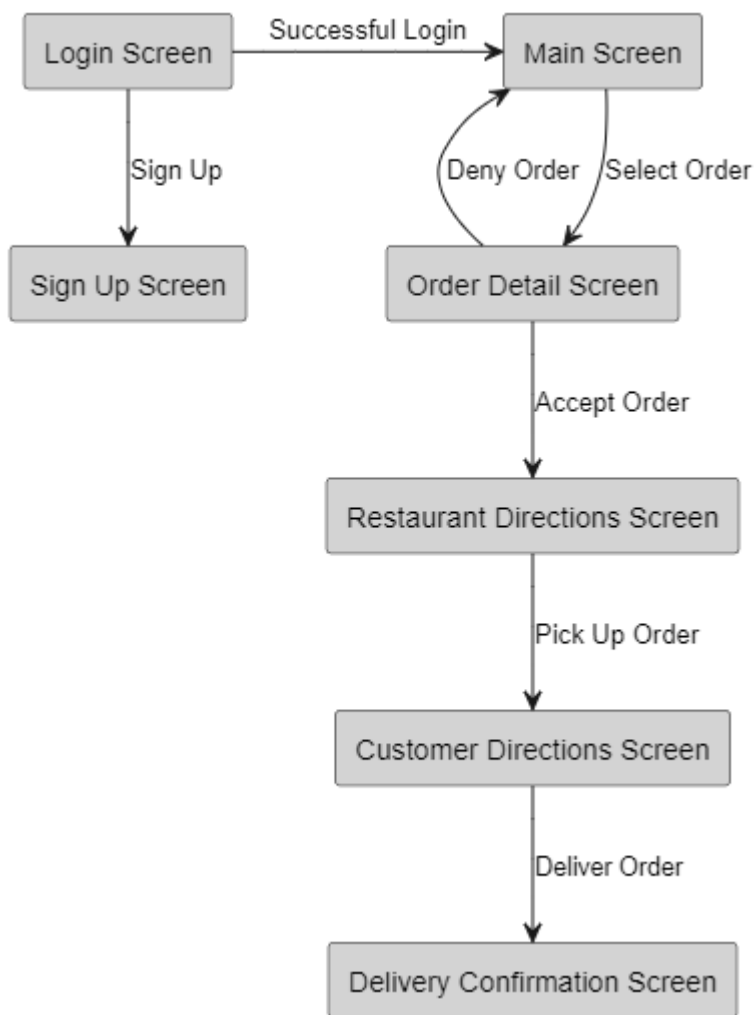 Successful Login
Login Screen
Main Screen
Sign Up
Deny Order
Select Order
Sign Up Screen
Order Detail Screen
Accept Order
Restaurant Directions Screen
Pick Up Order
Customer Directions Screen
Deliver Order
Delivery Confirmation Screen